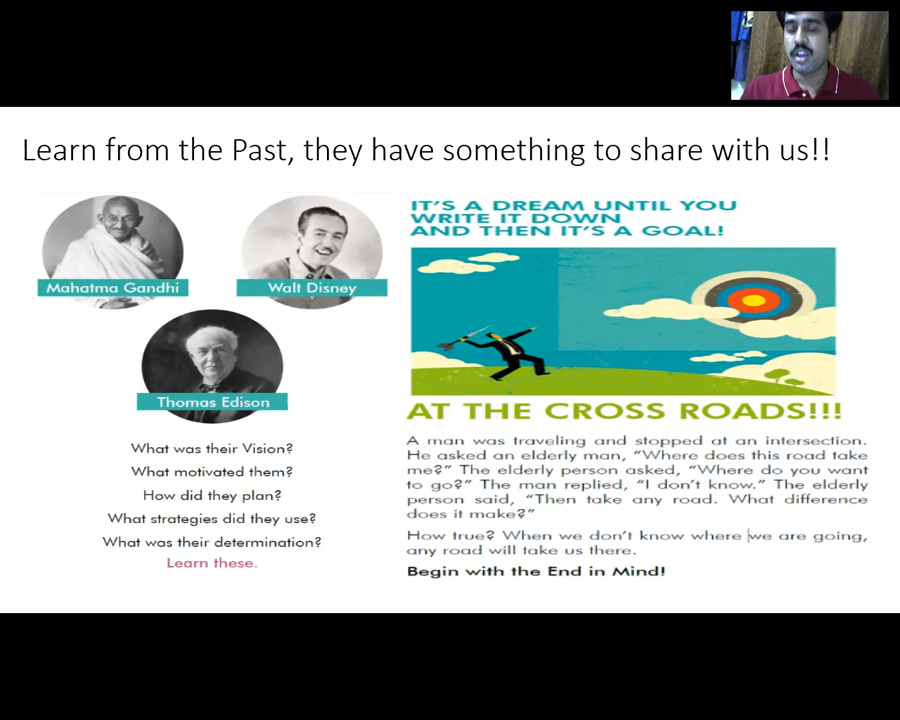 Learn from the Past, they have something to share with us!!
Mahatma Gandhi
Walt Disney
Thomas Edison
What was their Vision?
What motivated them?
How did they plan?
What strategies did they use?
What was their determination?
Learn these.
IT'S A DREAM UNTIL YOU
WRITE IT DOWN
AND THEN IT'S A GOAL!
AT THE CROSS ROADS!!!
A man was traveling and stopped at an intersection.
He asked an elderly man, "Where does this road take
me?" The elderly person asked, "Where do you want
to go?" The man replied, "I don't know." The elderly
person said, "Then take any road. What difference
does it make?"
How true? When we don't know where we are going,
any road will take us there.
Begin with the End in Mind!